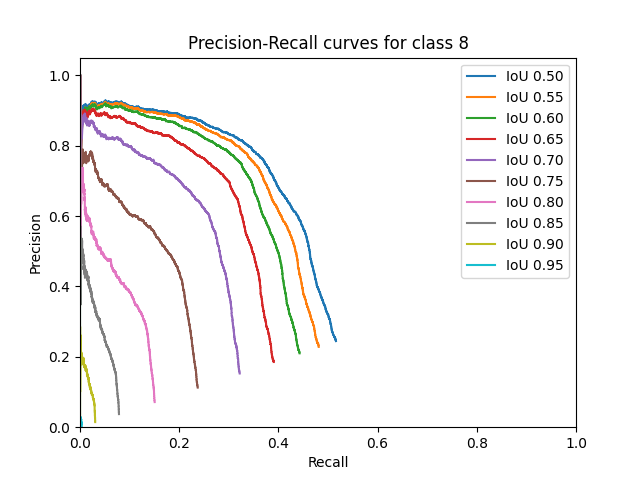 Precision-Recall curves for class 8
1.0
0.8
0.6
0.4
0.2
0.0
Precision
0.0 0.2 0.4 0.6 0.8 1.0
Recall
IoU 0.50
IoU 0.55
IoU 0.60
IoU 0.65
IoU 0.70
IoU 0.75
IoU 0.80
IoU 0.85
IoU 0.90
IoU 0.95